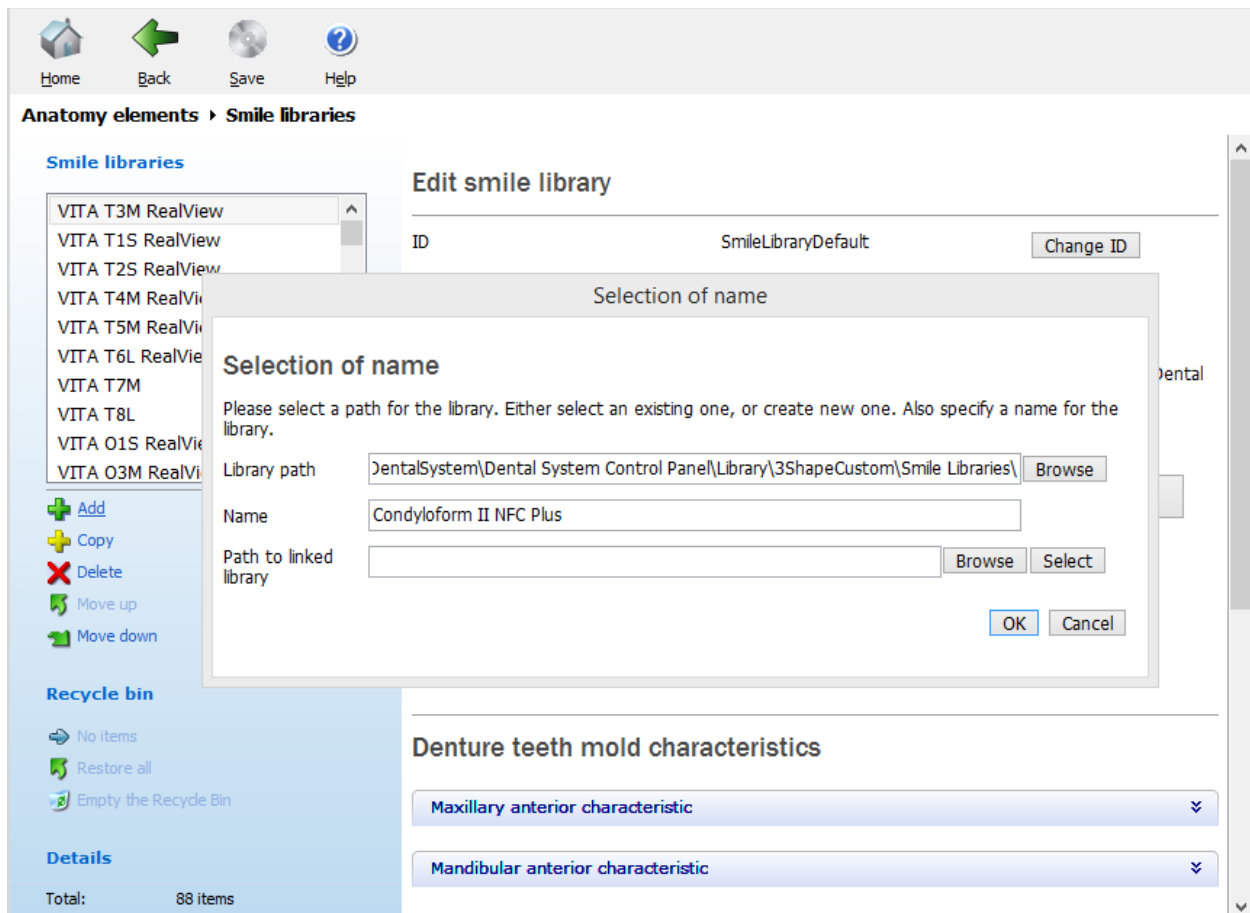 Home Back Save Help
Anatomy elements Smile libraries
Smile libraries
VITA T3M RealView
VITA T1S RealView
VITA T2S RealView
VITA T4M RealVi
VITA T5M RealVi
VITA T6L RealVie
VITA T7M
VITA T8L
VITA O1S RealVie
VITA O3M RealVi
Add
Copy
Delete
Move up
Move down
Recycle bin
No items
Restore all
Empty the Recycle Bin
Details
Total: 88 items
Edit smile library
ID SmileLibraryDefault Change ID
Dental
Selection of name
Selection of name
Please select a path for the library. Either select an existing one, or create new one. Also specify a name for the
library.
Library path DentalSystem\Dental System Control Panel\Library\3ShapeCustom\Smile Libraries\ Browse
Name Condyloform II NFC Plus
Path to linked
library Browse Select
OK Cancel
Denture teeth mold characteristics
Maxillary anterior characteristic
Mandibular anterior characteristic